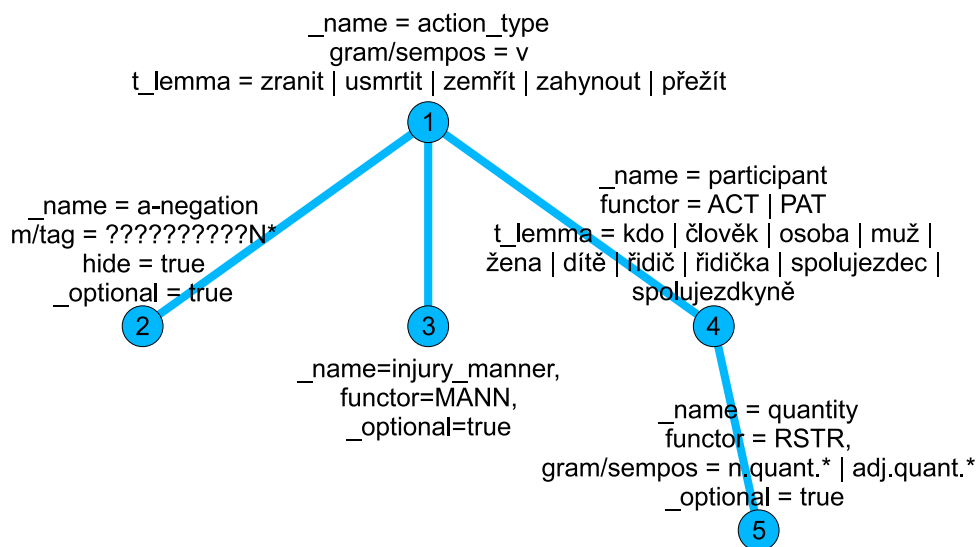 _name = action_type
gram/sempos = v
t_lemma = zranit | usmrtit | zemřít | zahynout | přežít
1
_name = a-negation
m/tag = ??????????N*
hide = true
_optional = true
2
3
_name=injury_manner,
functor=MANN,
_optional=true
_name = participant
functor = ACT | PAT
t_lemma = kdo | člověk | osoba | muž |
žena | dítě | řidič | řidička | spolujezdec |
spolujezdkyně
4
_name = quantity
functor = RSTR,
gram/sempos = n.quant.* | adj.quant.*
_optional = true
5